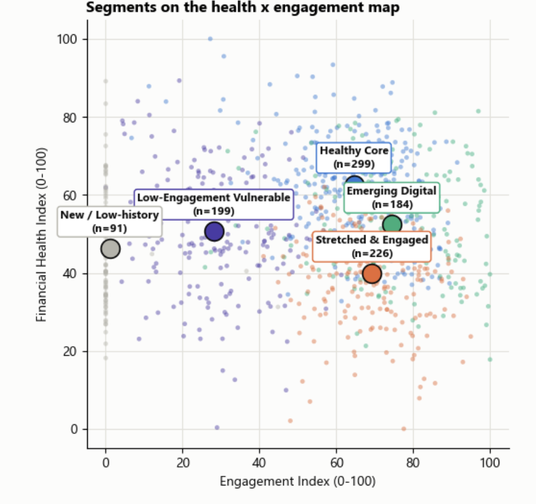 Segments on the health x engagement map
100
80
60
40
20
0
Financial Health Index (0-100)
Healthy Core
(n=299)
Low-Engagement Vulnerable
(n=199)
Emerging Digital
(n=184)
New / Low-history
(n=91)
Stretched & Engaged
(n=226)
0 20 40 60 80 100
Engagement Index (0-100)